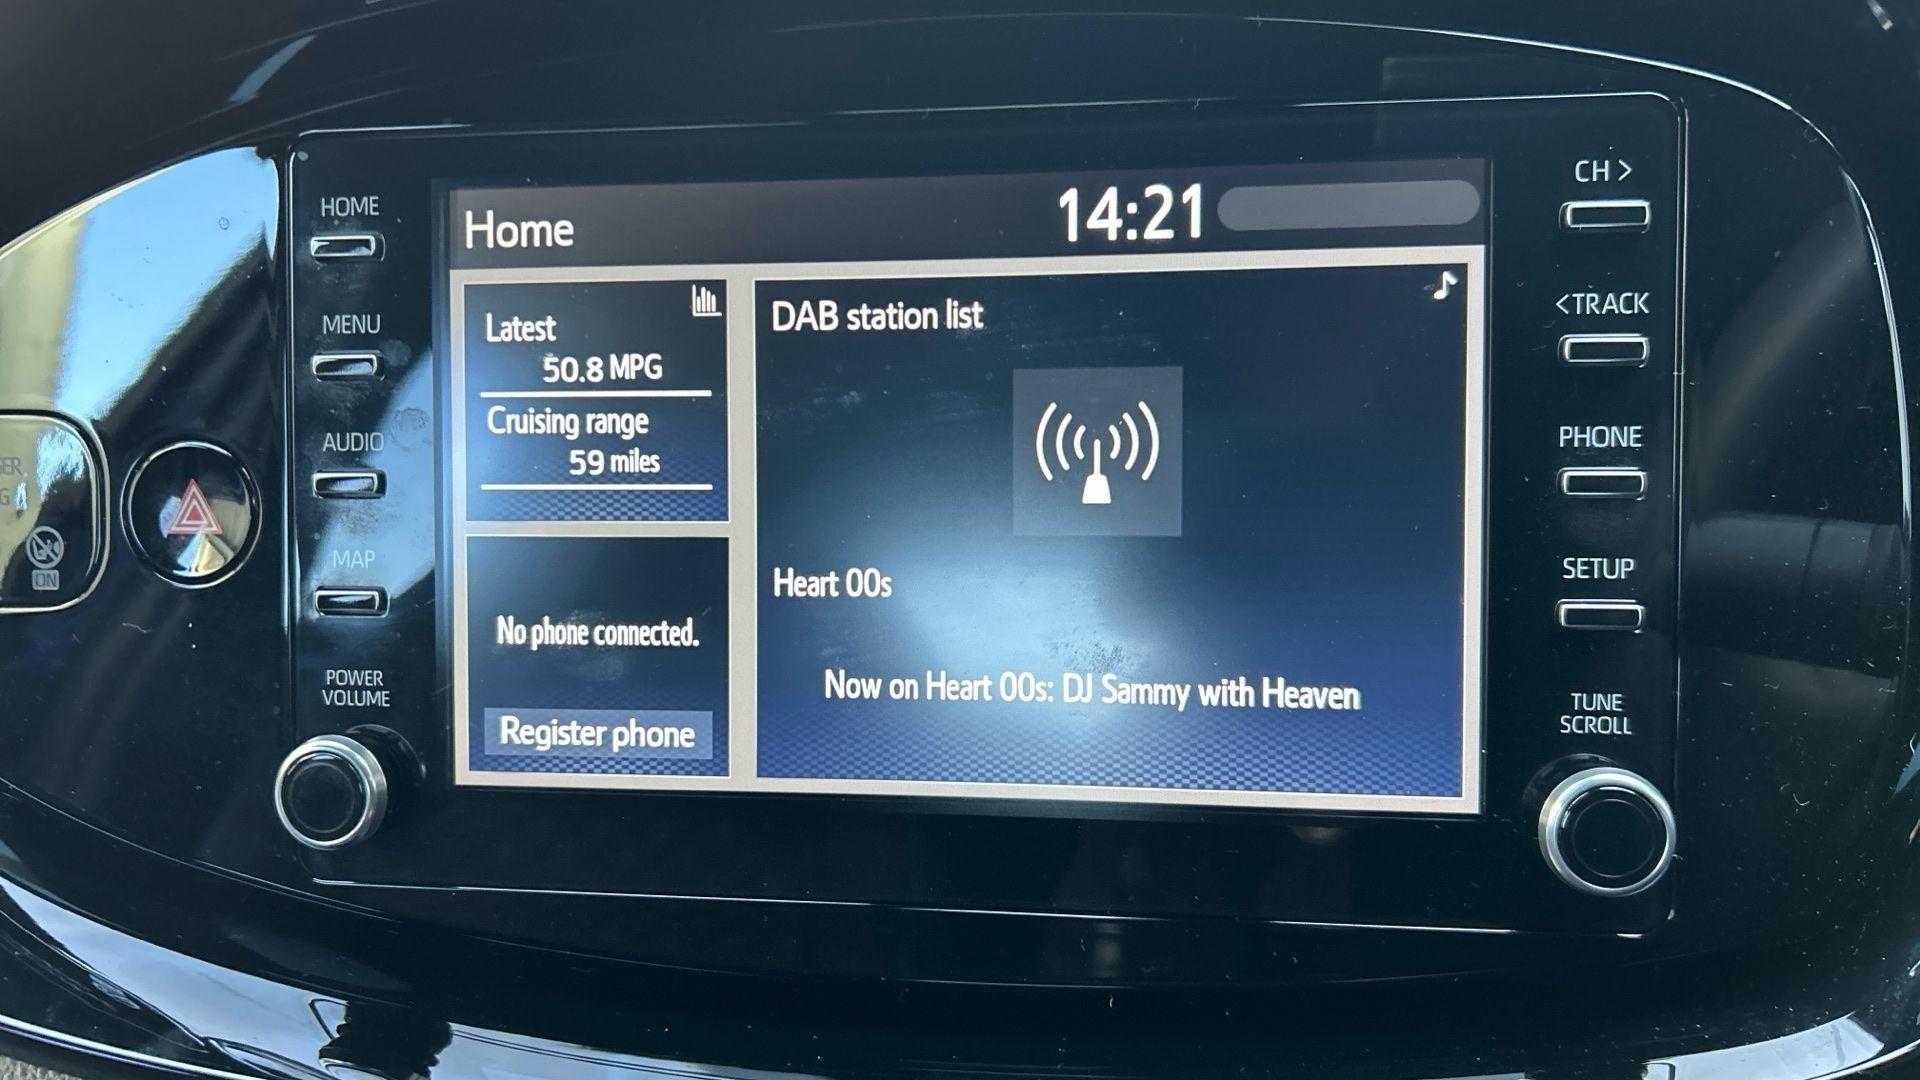 HOME
MENU
AUDIO
MAP
POWER
VOLUME
ON
Home
14:21
Latest
50.8 MPG
Cruising range
59 miles
No phone connected.
Register phone
DAB station list
Heart 00s
Now on Heart 00s: DJ Sammy with Heaven
CH >
<TRACK
PHONE
SETUP
TUNE
SCROLL